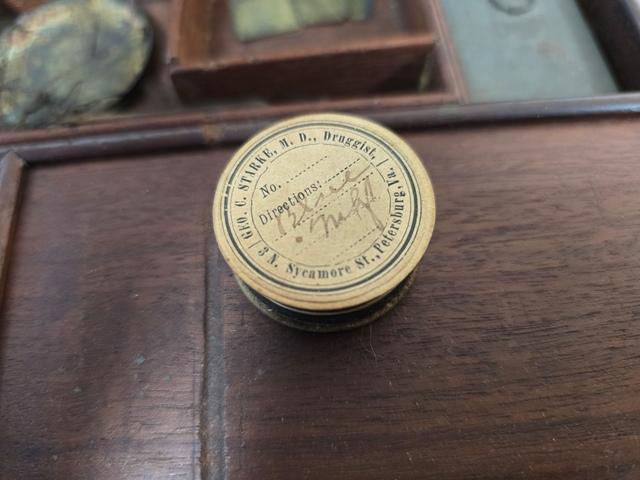 GEO. C. STARKE, M. D., Druggist,
3 N. Sycamore St., Petersburg, Va.
No.
Directions: